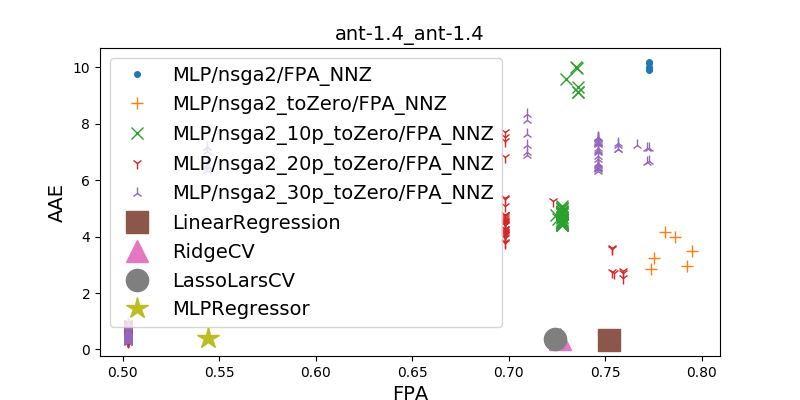 ant-1.4_ant-1.4
10
8
6
4
2
0
AAE
MLP/nsga2/FPA_NNZ
MLP/nsga2_toZero/FPA_NNZ
MLP/nsga2_10p_toZero/FPA_NNZ
MLP/nsga2_20p_toZero/FPA_NNZ
MLP/nsga2_30p_toZero/FPA_NNZ
LinearRegression
RidgeCV
LassoLarsCV
MLPRegressor
0.50 0.55 0.60 0.65 0.70 0.75 0.80
FPA